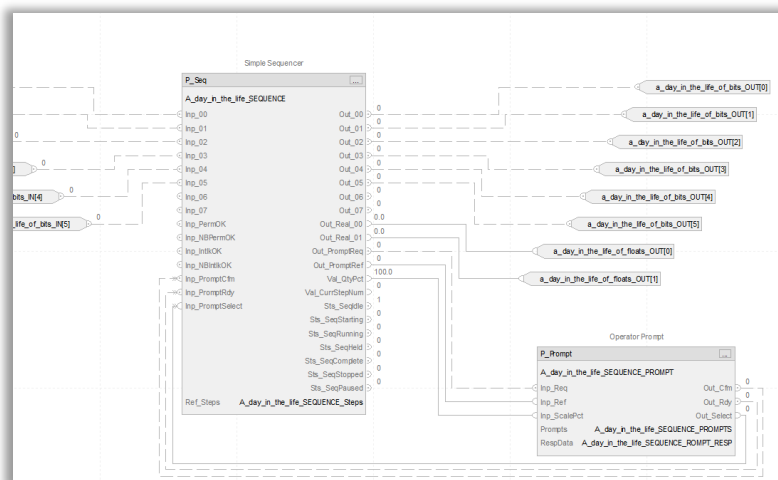 Simple Sequencer
P_Seq ...
A_day_in_the_life_SEQUENCE
Inp_00 Out_00 0
Inp_01 Out_01 0
0 Inp_02 Out_02 0
] 0 Inp_03 Out_03 0
bits_IN[4] 0 Inp_04 Out_04 0
life_of_bits_IN[5] 0 Inp_05 Out_05 0
Inp_06 Out_06 0
Inp_07 Out_07 0
Inp_PermOK Out_Real_00 0.0
Inp_NBPermOK Out_Real_01 0.0
Inp_IntlkOK Out_PromptReq 0
Inp_NBIntlkOK Out_PromptRef 0
Inp_PromptCfm Val_QtyPct 100.0
Inp_PromptRdy Val_CurrStepNum 0
Inp_PromptSelect Sts_SeqIdle 1
Sts_SeqStarting 0
Sts_SeqRunning 0
Sts_SeqHeld 0
Sts_SeqComplete 0
Sts_SeqStopped 0
Sts_SeqPaused 0
Ref_Steps A_day_in_the_life_SEQUENCE_Steps
a_day_in_the_life_of_bits_OUT[0]
a_day_in_the_life_of_bits_OUT[1]
a_day_in_the_life_of_bits_OUT[2]
a_day_in_the_life_of_bits_OUT[3]
a_day_in_the_life_of_bits_OUT[4]
a_day_in_the_life_of_bits_OUT[5]
a_day_in_the_life_of_floats_OUT[0]
a_day_in_the_life_of_floats_OUT[1]
Operator Prompt
P_Prompt ...
A_day_in_the_life_SEQUENCE_PROMPT
Inp_Req Out_Cfm 0
Inp_Ref Out_Rdy 0
Inp_ScalePct Out_Select 0
Prompts A_day_in_the_life_SEQUENCE_PROMPTS
RespData A_day_in_the_life_SEQUENCE_ROMPT_RESP